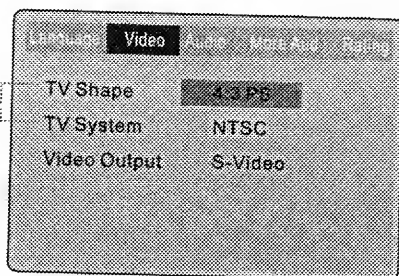 Language Video Audio More Aud Rating
TV Shape 4:3 PS
TV System NTSC
Video Output S-Video